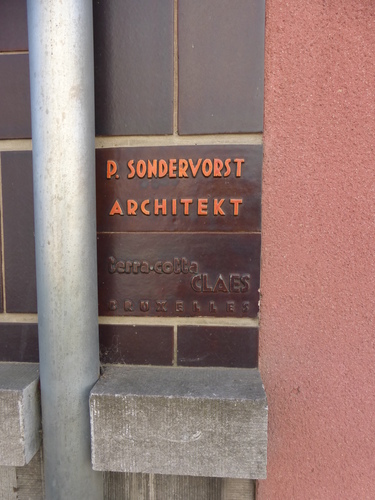 P. SONDERVORST
ARCHITEKT
terra-cotta
CLAES
BRUXELLES